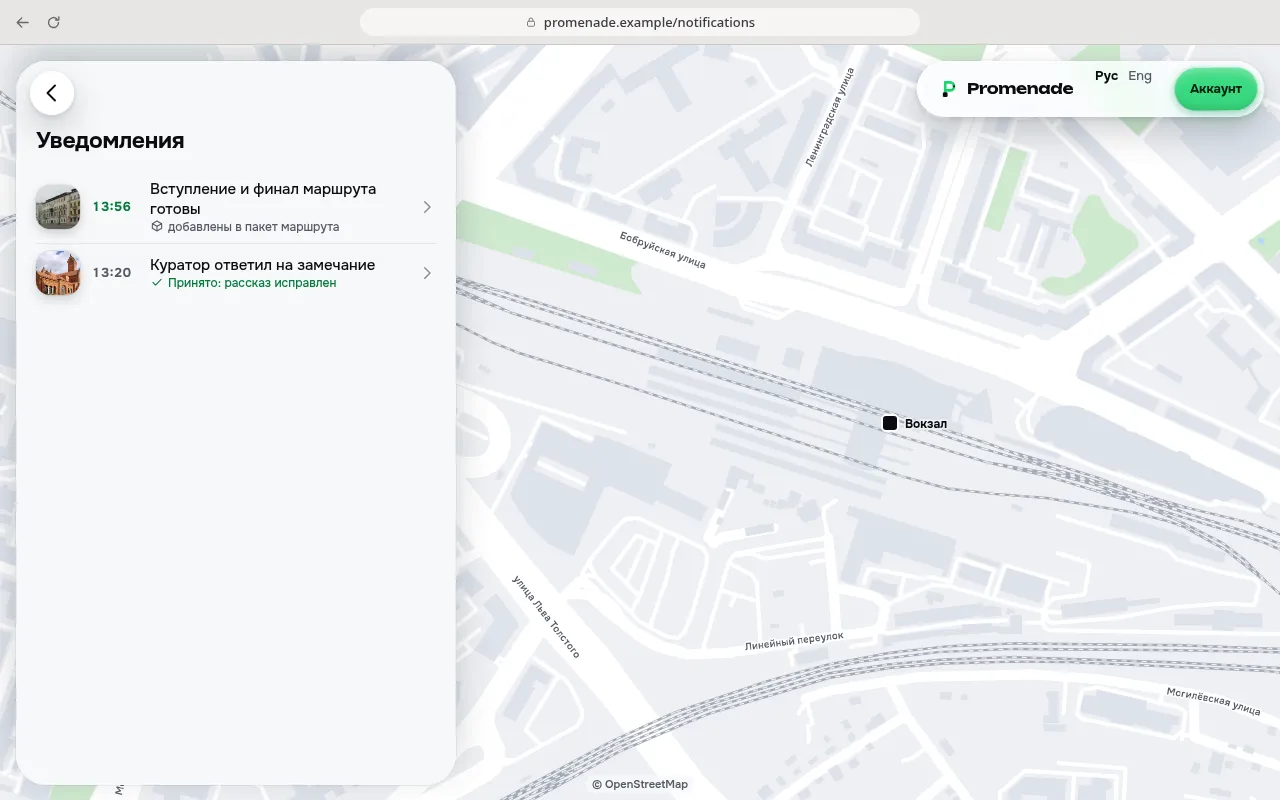 promenade.example/notifications
Уведомления
13:56
Вступление и финал маршрута
готовы
добавлены в пакет маршрута
13:20
Куратор ответил на замечание
Принято: рассказ исправлен
Promenade
Рус Eng
Аккаунт
Ленинградская улица
Бобруйская улица
Вокзал
улица Льва Толстого
Линейный переулок
Могилёвская улица
© OpenStreetMap